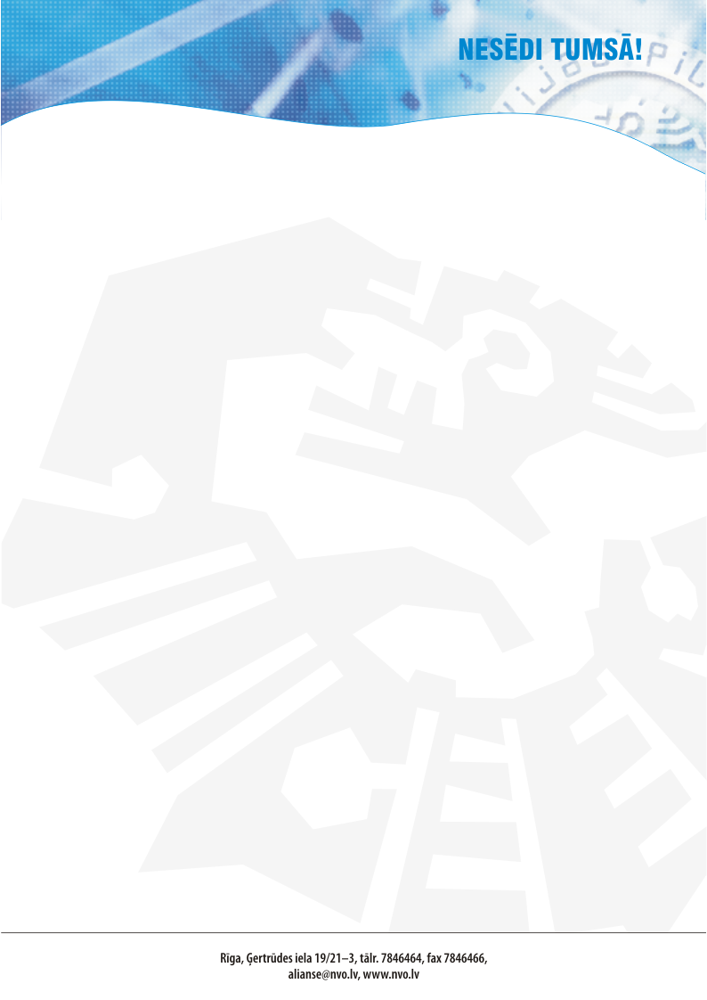 NESĒDI TUMSĀ!
Rīga, Ģertrūdes iela 19/21–3, tālr. 7846464, fax 7846466,
alianse@nvo.lv, www.nvo.lv